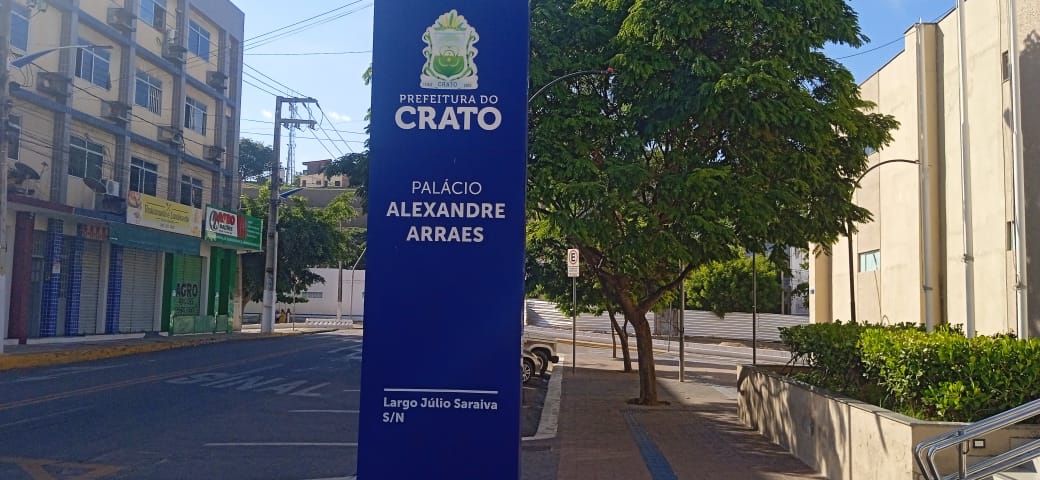 CRATO
PREFEITURA DO
CRATO
PALÁCIO
ALEXANDRE
ARRAES
Largo Júlio Saraiva
S/N
E
AGRO
SINAL